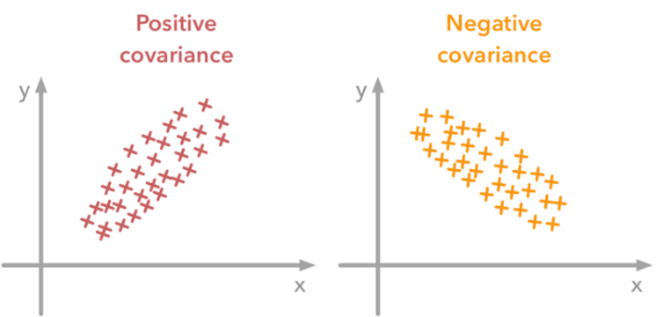 Positive
covariance
y
x
Negative
covariance
y
x